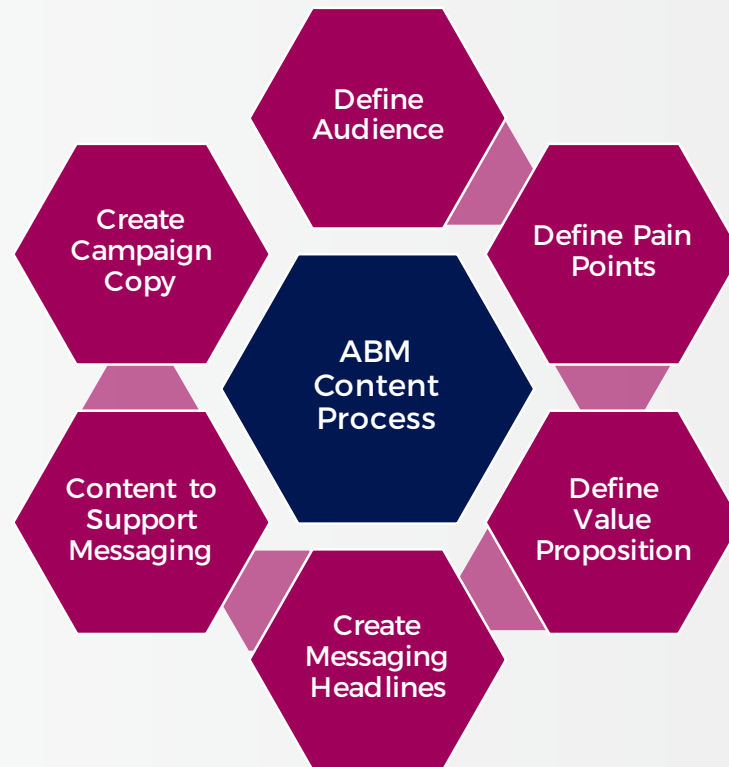 Define
Audience
Define Pain
Points
Define
Value
Proposition
Create
Messaging
Headlines
Content to
Support
Messaging
Create
Campaign
Copy
ABM
Content
Process